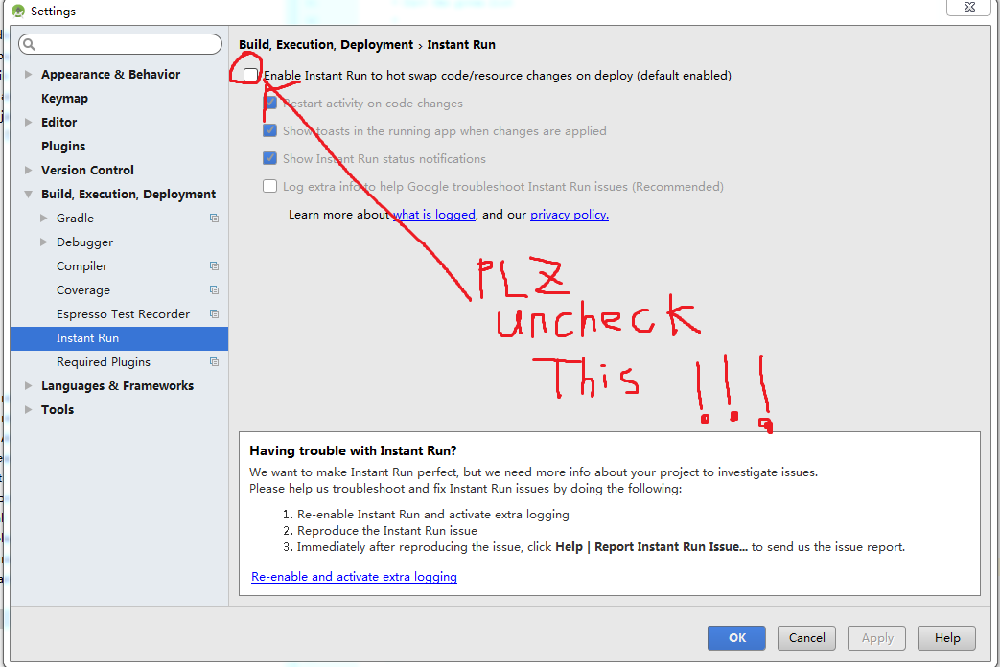 Settings
Build, Execution, Deployment › Instant Run
Appearance & Behavior
Keymap
Editor
Plugins
Version Control
Build, Execution, Deployment
Gradle
Debugger
Compiler
Coverage
Espresso Test Recorder
Instant Run
Required Plugins
Languages & Frameworks
Tools
Enable Instant Run to hot swap code/resource changes on deploy (default enabled)
Restart activity on code changes
Show toasts in the running app when changes are applied
Show Instant Run status notifications
Log extra info to help Google troubleshoot Instant Run issues (Recommended)
Learn more about what is logged, and our privacy policy.
PLZ
uncheck
This !!!
Having trouble with Instant Run?
We want to make Instant Run perfect, but we need more info about your project to investigate issues.
Please help us troubleshoot and fix Instant Run issues by doing the following:
1. Re-enable Instant Run and activate extra logging
2. Reproduce the Instant Run issue
3. Immediately after reproducing the issue, click Help | Report Instant Run Issue... to send us the issue report.
Re-enable and activate extra logging
OK
Cancel
Apply
Help